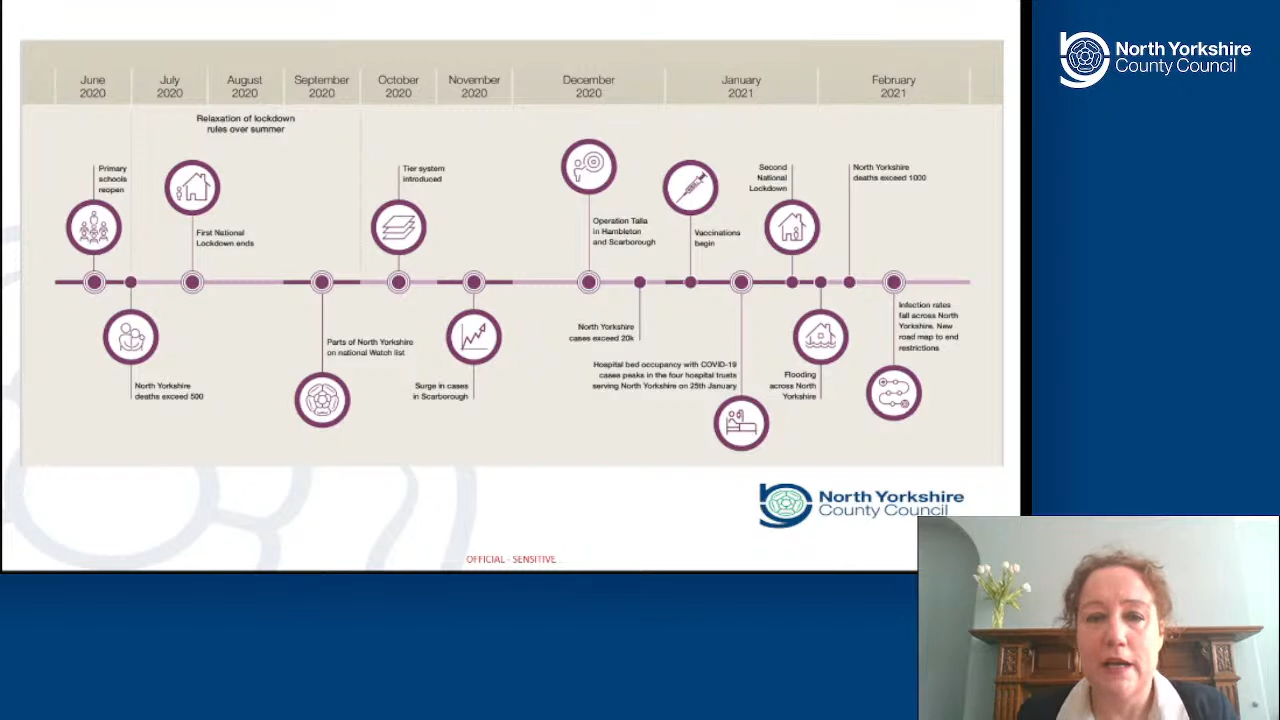 June
2020
July
2020
August
2020
September
2020
October
2020
November
2020
December
2020
January
2021
February
2021
North Yorkshire
County Council
Relaxation of lockdown
rules over summer
Primary
schools
reopen
First National
Lockdown ends
Tier system
introduced
Operation Talla
in Hambleton
and Scarborough
Vaccinations
begin
Second
National
Lockdown
North Yorkshire
deaths exceed 1000
North Yorkshire
deaths exceed 500
Parts of North Yorkshire
on national Watch list
Surge in cases
in Scarborough
North Yorkshire
cases exceed 20k
Hospital bed occupancy with COVID-19
cases peaks in the four hospital trusts
serving North Yorkshire on 25th January
Flooding
across North
Yorkshire
Infection rates
fall across North
Yorkshire. New
road map to end
restrictions
North Yorkshire
County Council
OFFICIAL - SENSITIVE